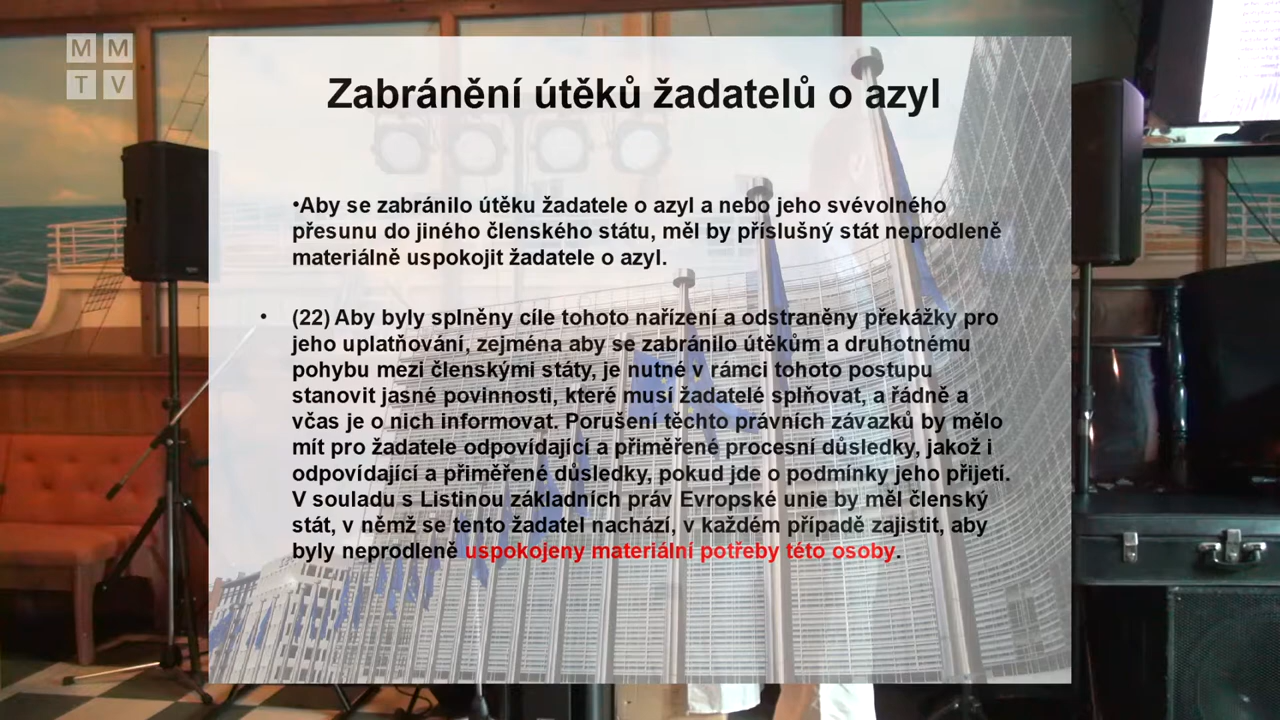 MM
TV
Zabránění útěků žadatelů o azyl
•Aby se zabránilo útěku žadatele o azyl a nebo jeho svévolného
přesunu do jiného členského státu, měl by příslušný stát neprodleně
materiálně uspokojit žadatele o azyl.
• (22) Aby byly splněny cíle tohoto nařízení a odstraněny překážky pro
jeho uplatňování, zejména aby se zabránilo útěkům a druhotnému
pohybu mezi členskými státy, je nutné v rámci tohoto postupu
stanovit jasné povinnosti, které musí žadatelé splňovat, a řádně a
včas je o nich informovat. Porušení těchto právních závazků by mělo
mít pro žadatele odpovídající a přiměřené procesní důsledky, jakož i
odpovídající a přiměřené důsledky, pokud jde o podmínky jeho přijetí.
V souladu s Listinou základních práv Evropské unie by měl členský
stát, v němž se tento žadatel nachází, v každém případě zajistit, aby
byly neprodleně uspokojeny materiální potřeby této osoby.